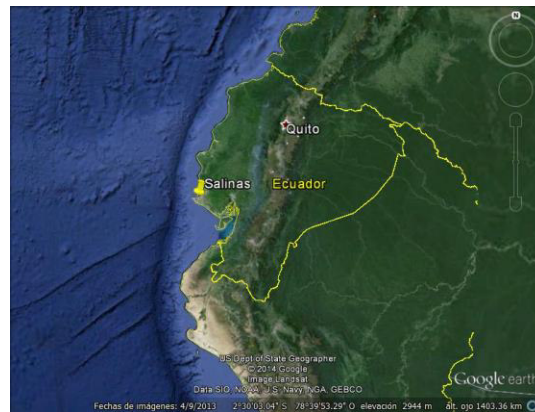 N
Quito
Salinas
Ecuador
US Dept of State Geographer
© 2014 Google
Image Landsat
Data SIO, NOAA, U.S. Navy, NGA, GEBCO
Google earth
Fechas de imágenes: 4/9/2013 2°30'03.04" S 78°39'53.29" O elevación 2944 m alt. ojo 1403.36 km